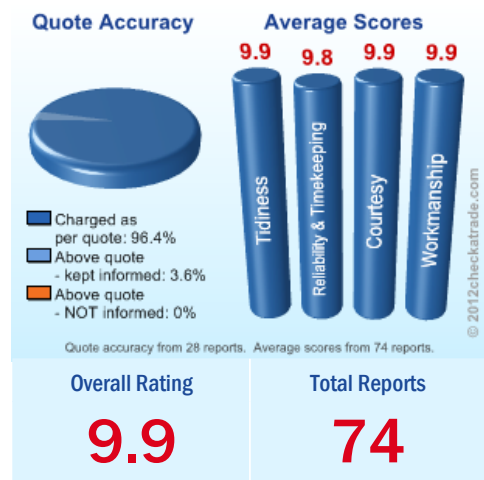 Quote Accuracy
Charged as
per quote: 96.4%
Above quote
- kept informed: 3.6%
Above quote
- NOT informed: 0%
Average Scores
9.9
9.8
9.9
9.9
Tidiness
Reliability & Timekeeping
Courtesy
Workmanship
© 2012checkatrade.com
Quote accuracy from 28 reports. Average scores from 74 reports.
Overall Rating
9.9
Total Reports
74